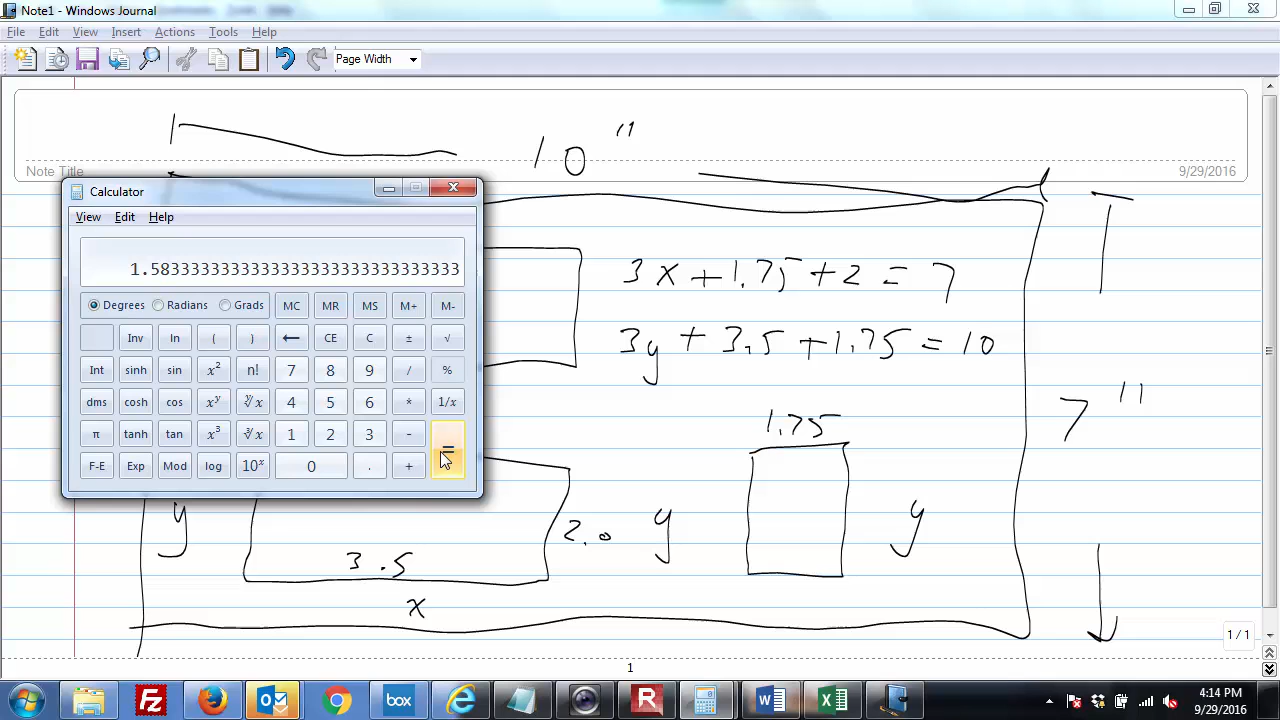 Note1 - Windows Journal
File Edit View Insert Actions Tools Help
Page Width
10"
Note Title
9/29/2016
Calculator
View Edit Help
1.5833333333333333333333333333333
Degrees Radians Grads MC MR MS M+ M-
Inv ln ( ) ← CE C ± √
Int sinh sin x² n! 7 8 9 / %
dms cosh cos xʸ ʸ√x 4 5 6 * 1/x
π tanh tan x³ ³√x 1 2 3 - =
F-E Exp Mod log 10ˣ 0 . +
3x+1.75+2=7
3y+3.5+1.75=10
7"
1.75
y
2.0
y
y
3.5
x
1/1
1
box
4:14 PM
9/29/2016